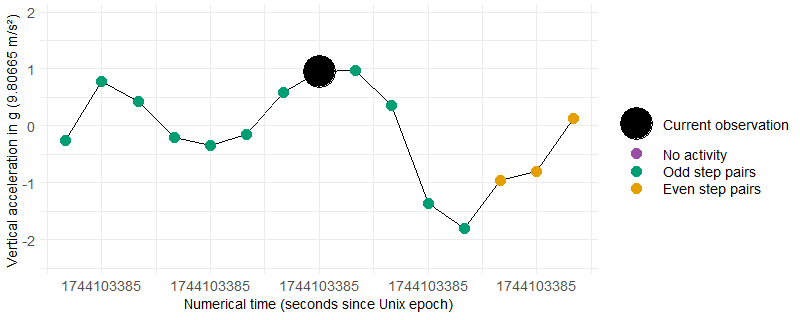 Vertical acceleration in g (9.80665 m/s²)
2
1
0
-1
-2
1744103385 1744103385 1744103385 1744103385 1744103385
Numerical time (seconds since Unix epoch)
Current observation
No activity
Odd step pairs
Even step pairs